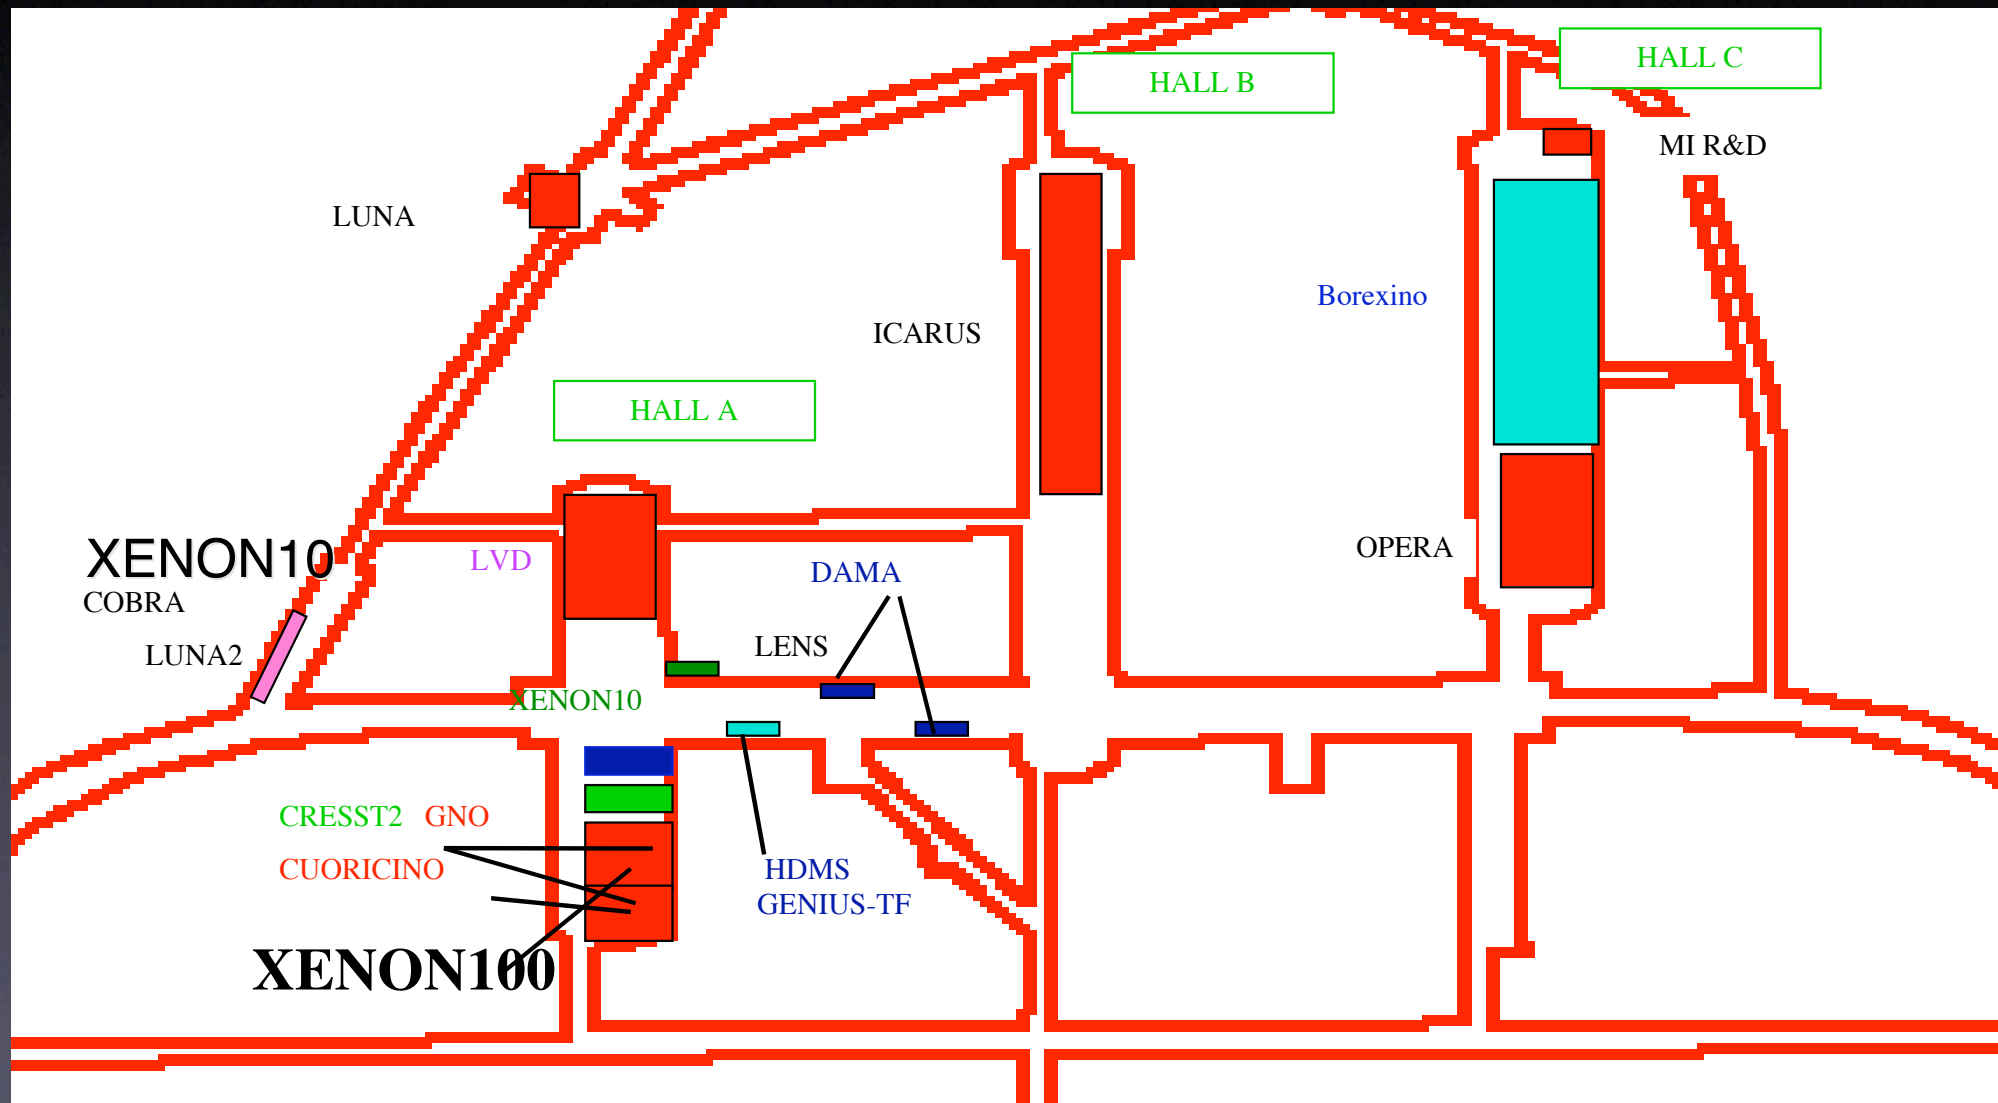 HALL C
HALL B
MI R&D
LUNA
Borexino
ICARUS
HALL A
XENON10
LVD
OPERA
DAMA
COBRA
LENS
LUNA2
XENON10
CRESST2 GNO
CUORICINO
HDMS
GENIUS-TF
XENON100